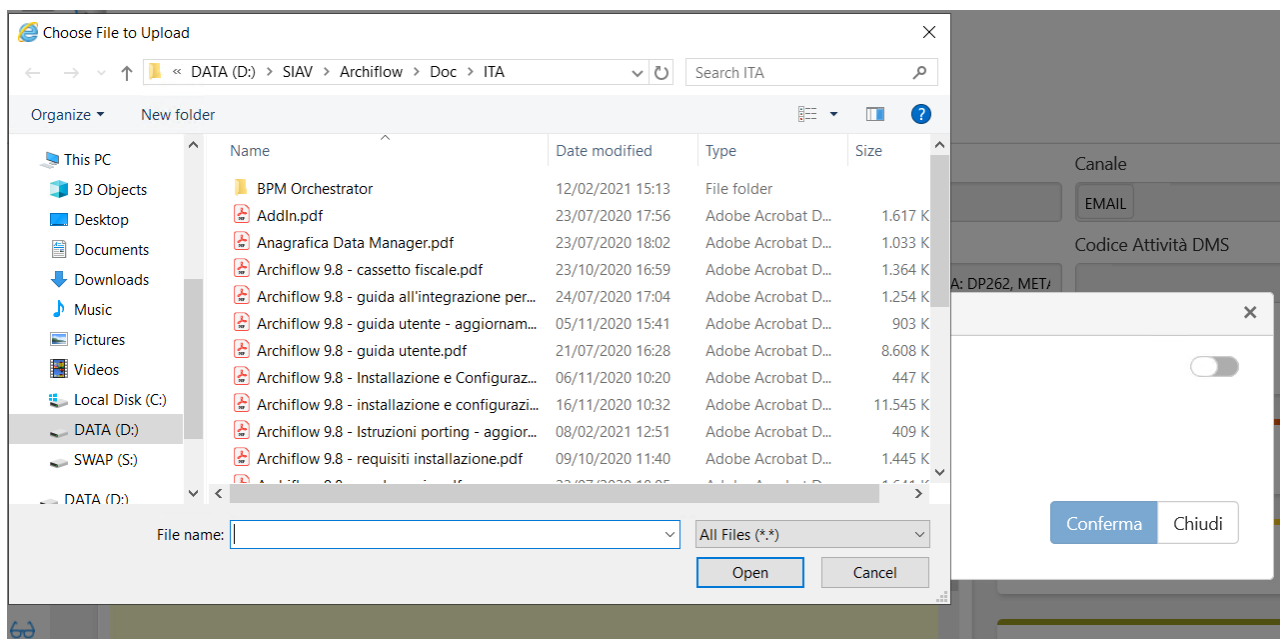 Choose File to Upload
« DATA (D:) > SIAV > Archiflow > Doc > ITA
Search ITA
Organize
New folder
This PC
3D Objects
Desktop
Documents
Downloads
Music
Pictures
Videos
Local Disk (C:)
DATA (D:)
SWAP (S:)
DATA (D:)
Name Date modified Type Size
BPM Orchestrator 12/02/2021 15:13 File folder
AddIn.pdf 23/07/2020 17:56 Adobe Acrobat D... 1.617 K
Anagrafica Data Manager.pdf 23/07/2020 18:02 Adobe Acrobat D... 1.033 K
Archiflow 9.8 - cassetto fiscale.pdf 23/10/2020 16:59 Adobe Acrobat D... 1.364 K
Archiflow 9.8 - guida all'integrazione per... 24/07/2020 17:04 Adobe Acrobat D... 1.254 K
Archiflow 9.8 - guida utente - aggiornam... 05/11/2020 15:41 Adobe Acrobat D... 903 K
Archiflow 9.8 - guida utente.pdf 21/07/2020 16:28 Adobe Acrobat D... 8.608 K
Archiflow 9.8 - Installazione e Configuraz... 06/11/2020 10:20 Adobe Acrobat D... 447 K
Archiflow 9.8 - installazione e configurazi... 16/11/2020 10:32 Adobe Acrobat D... 11.545 K
Archiflow 9.8 - Istruzioni porting - aggior... 08/02/2021 12:51 Adobe Acrobat D... 409 K
Archiflow 9.8 - requisiti installazione.pdf 09/10/2020 11:40 Adobe Acrobat D... 1.445 K
File name:
All Files (*.*)
Open
Cancel
Canale
EMAIL
Codice Attività DMS
A: DP262, META
Conferma
Chiudi